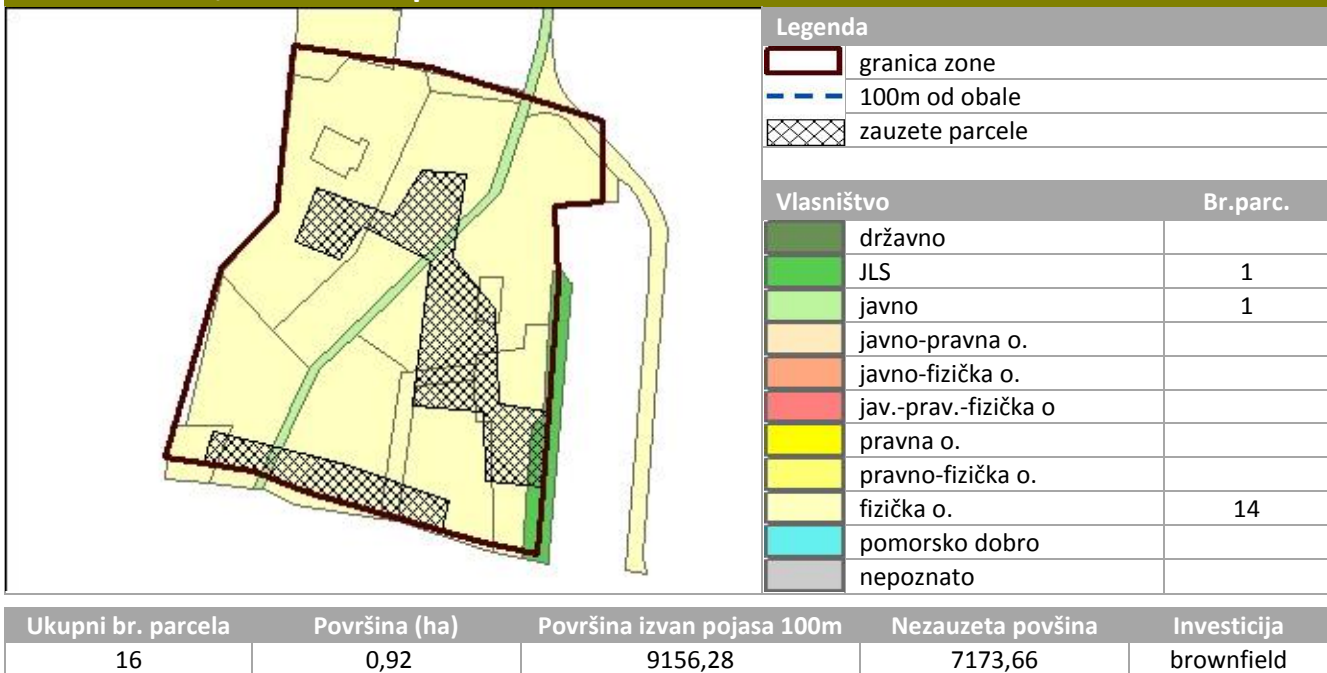 Legenda
granica zone
100m od obale
zauzete parcele
Vlasništvo Br.parc.
državno
JLS 1
javno 1
javno-pravna o.
javno-fizička o.
jav.-prav.-fizička o
pravna o.
pravno-fizička o.
fizička o. 14
pomorsko dobro
nepoznato
Ukupni br. parcela Površina (ha) Površina izvan pojasa 100m Nezauzeta povšina Investicija
16 0,92 9156,28 7173,66 brownfield